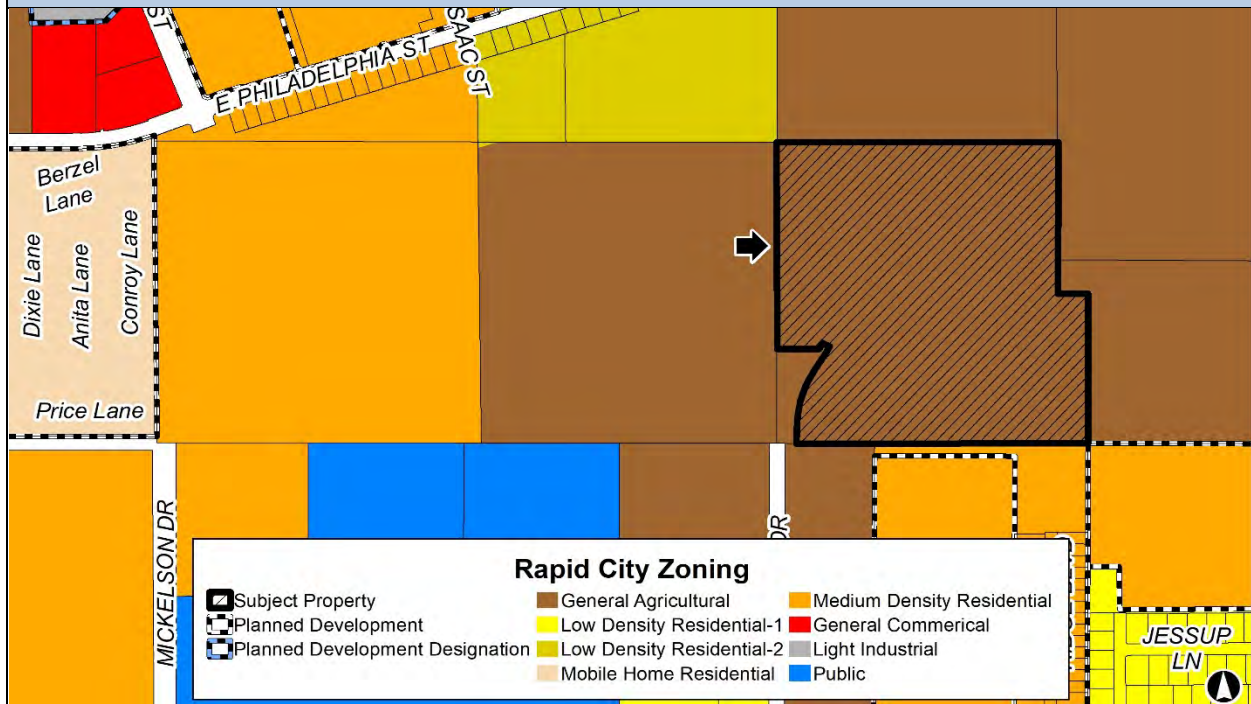 ST
E PHILADELPHIA ST
SAAC ST
Berzel
Lane
Dixie Lane
Anita Lane
Conroy Lane
Price Lane
MICKELSON DR
DR
JESSUP
LN
Rapid City Zoning
Subject Property
Planned Development
Planned Development Designation
General Agricultural
Low Density Residential-1
Low Density Residential-2
Mobile Home Residential
Medium Density Residential
General Commerical
Light Industrial
Public